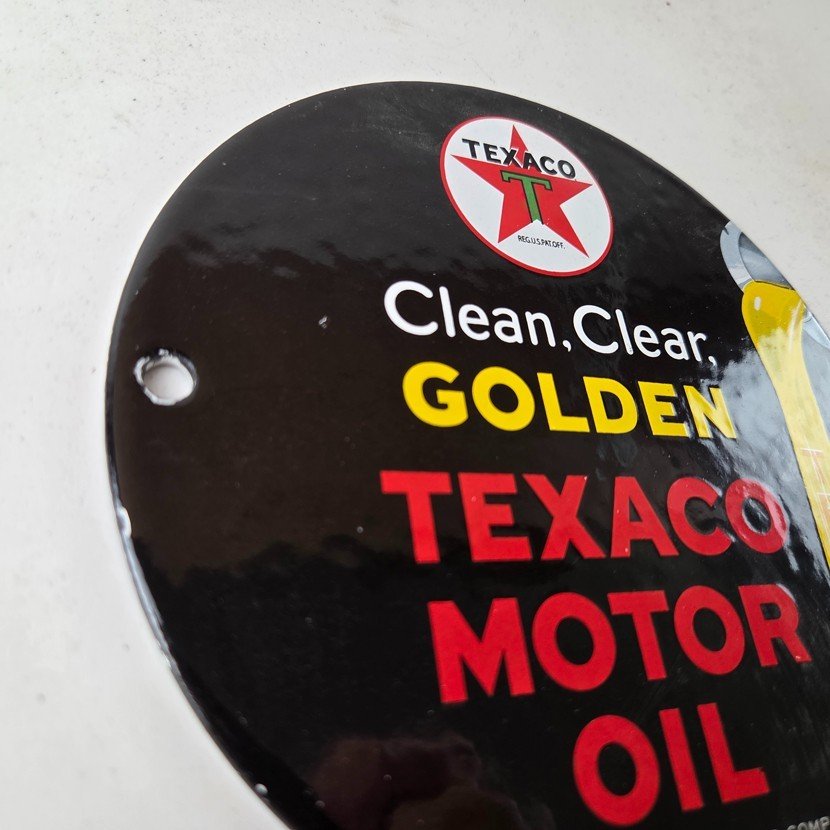 TEXACO
T
REG.U.S.PAT.OFF.
Clean, Clear,
GOLDEN
TEXACO
MOTOR
OIL